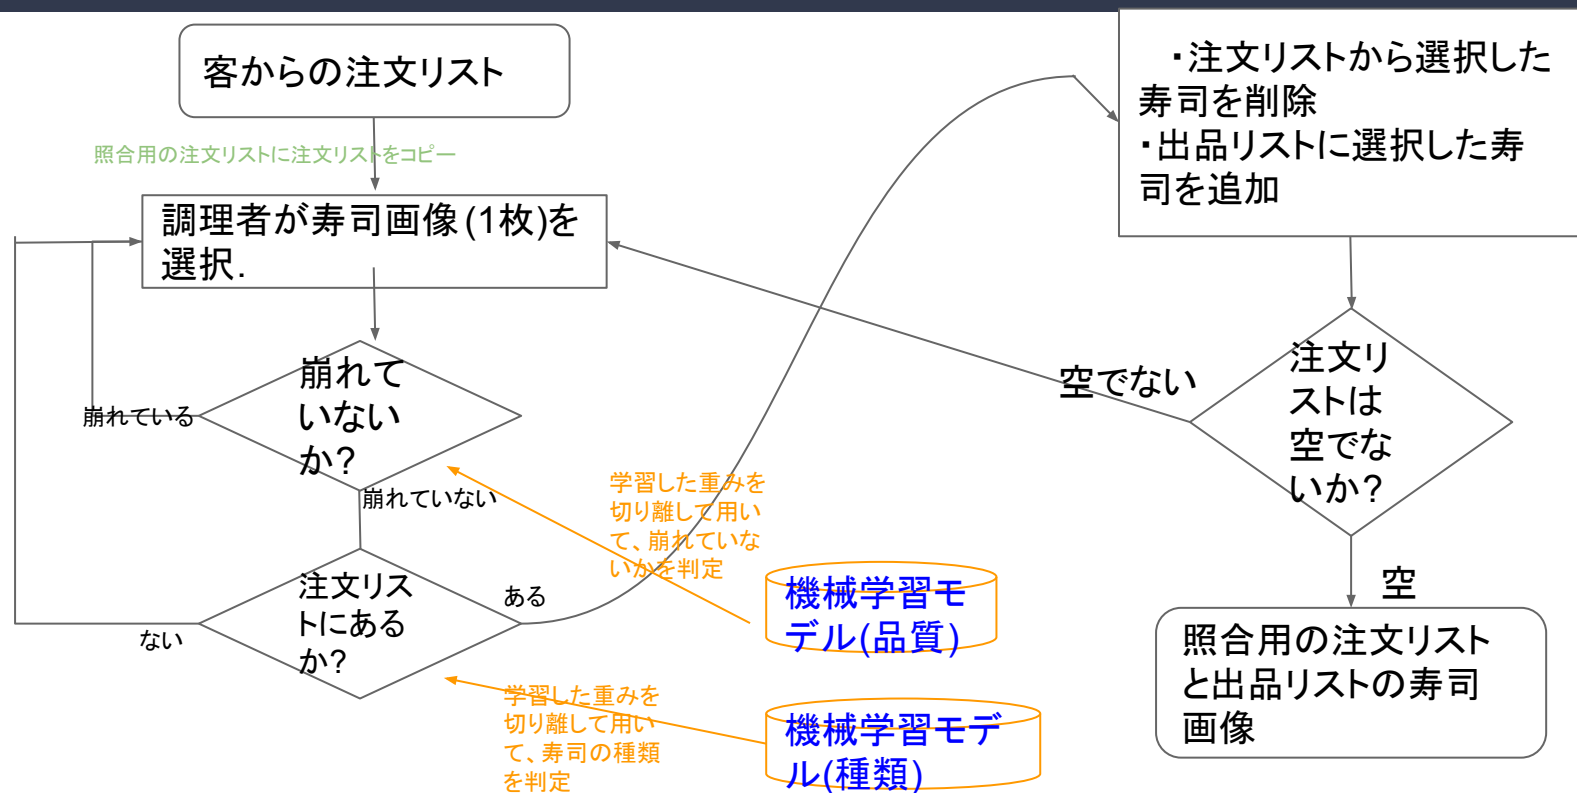 客からの注文リスト
照合用の注文リストに注文リストをコピー
調理者が寿司画像(1枚)を
選択.
崩れて
いない
か?
崩れている
崩れていない
注文リス
トにある
か?
ない
ある
学習した重みを
切り離して用い
て、崩れていな
いかを判定
機械学習モ
デル(品質)
学習した重みを
切り離して用い
て、寿司の種類
を判定
機械学習モデ
ル(種類)
・注文リストから選択した
寿司を削除
・出品リストに選択した寿
司を追加
注文リ
ストは
空でな
いか?
空でない
空
照合用の注文リスト
と出品リストの寿司
画像